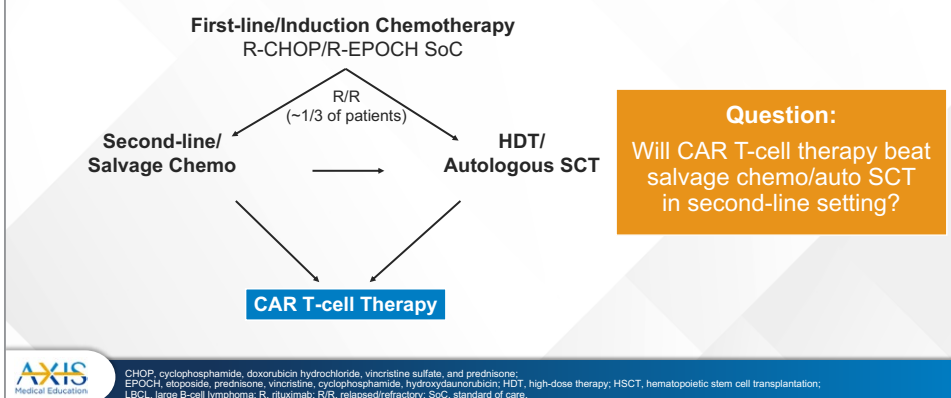 First-line/Induction Chemotherapy
R-CHOP/R-EPOCH SoC
R/R
(~1/3 of patients)
Second-line/
Salvage Chemo
HDT/
Autologous SCT
CAR T-cell Therapy
Question:
Will CAR T-cell therapy beat
salvage chemo/auto SCT
in second-line setting?
AXIS
Medical Education
CHOP, cyclophosphamide, doxorubicin hydrochloride, vincristine sulfate, and prednisone;
EPOCH, etoposide, prednisone, vincristine, cyclophosphamide, hydroxydaunorubicin; HDT, high-dose therapy; HSCT, hematopoietic stem cell transplantation;
LBCL, large B-cell lymphoma; R, rituximab; R/R, relapsed/refractory; SoC, standard of care.